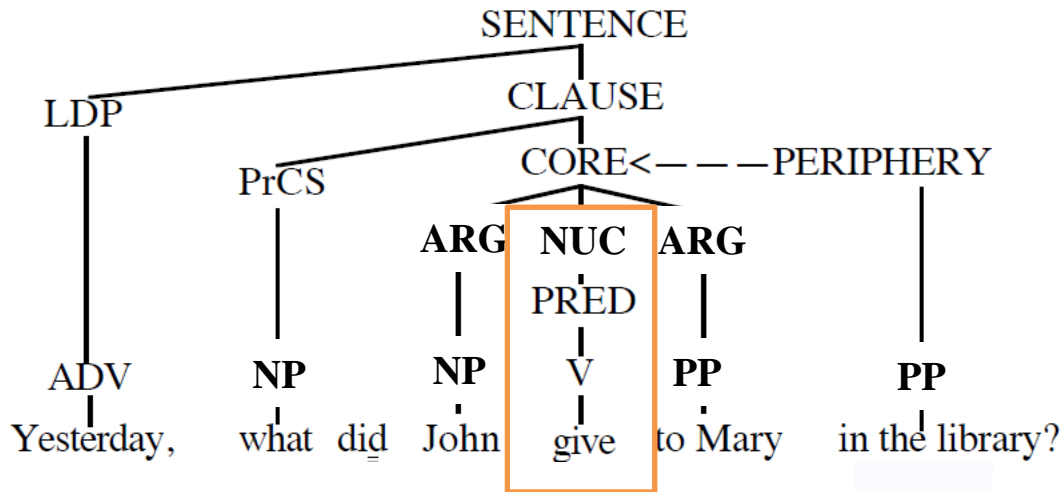 SENTENCE
LDP CLAUSE
PrCS CORE<– – –PERIPHERY
ARG NUC ARG
PRED
ADV NP NP V PP PP
Yesterday, what did John give to Mary in the library?